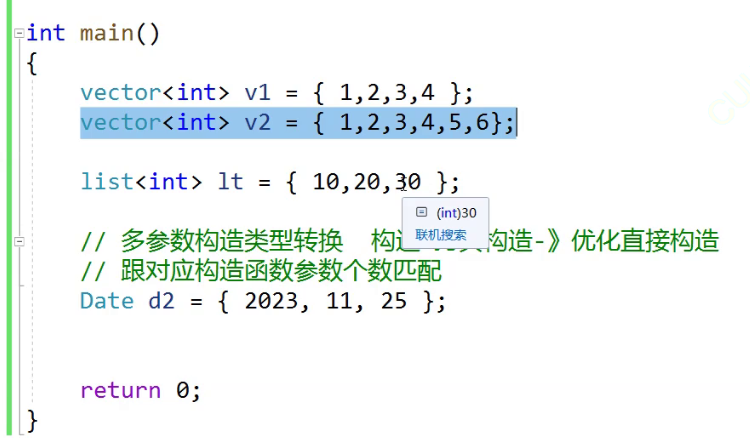 int main()
{
vector<int> v1 = { 1,2,3,4 };
vector<int> v2 = { 1,2,3,4,5,6};
list<int> lt = { 10,20,30 };
(int)30
联机搜索
// 多参数构造类型转换 构造 构造-》优化直接构造
// 跟对应构造函数参数个数匹配
Date d2 = { 2023, 11, 25 };
return 0;
}